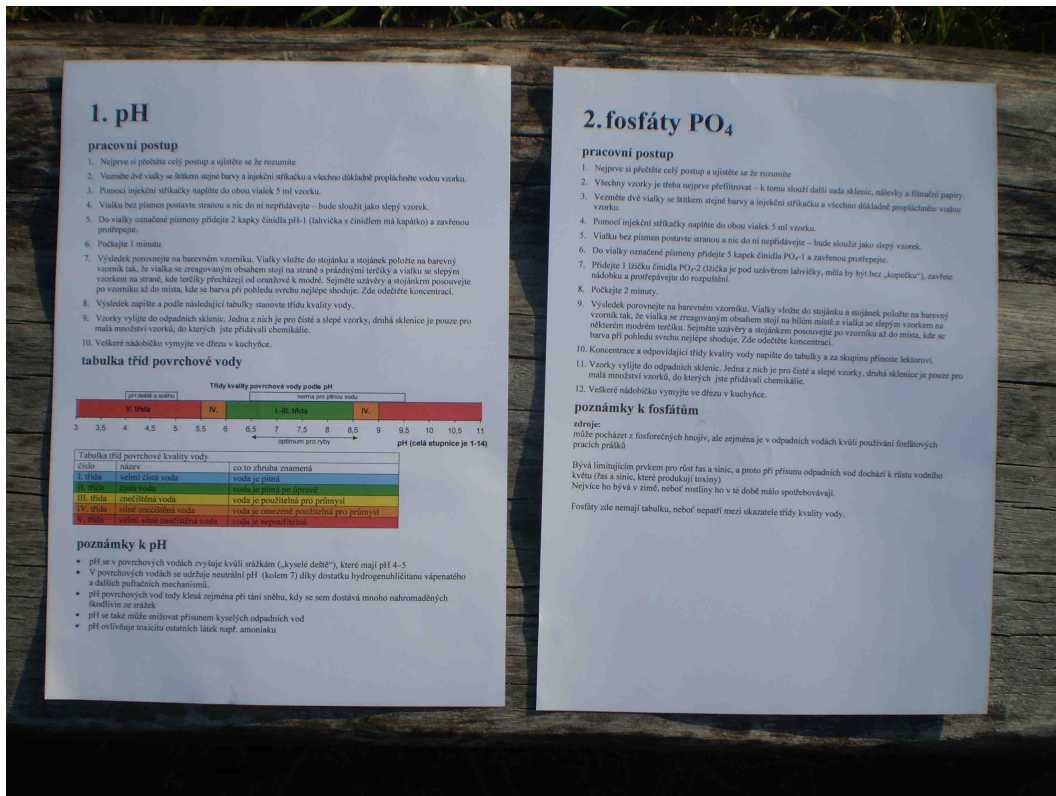 1. pH
pracovní postup
1. Nejprve si přečtěte celý postup a ujistěte se že rozumíte
2. Vezměte dvě vialky se štítkem stejné barvy a injekční stříkačku a všechno důkladně propláchněte vodou vzorku.
3. Pomocí injekční stříkačky naplňte do obou vialek 5 ml vzorku.
4. Vialku bez písmen postavte stranou a nic do ní nepřidávejte – bude sloužit jako slepý vzorek.
5. Do vialky označené písmeny přidejte 2 kapky činidla pH-1 (lahvička s činidlem má kapátko) a zavřenou
protřepejte.
6. Počkejte 1 minutu
7. Výsledek porovnejte na barevném vzorníku. Vialky vložte do stojánku a stojánek položte na barevný
vzorník tak, že vialka se zreagovaným obsahem stojí na straně s prázdnými terčíky a vialku se slepým
vzorkem na straně, kde terčíky přecházejí od oranžové k modré. Sejměte uzávěry a stojánkrm posouvejte
po vzorníku až do místa, kde se barva při pohledu svrchu nejlépe shoduje. Zde odečtěte koncentraci.
8. Výsledek zapište a podle následující tabulky stanovte třídu kvality vody.
9. Vzorky vylijte do odpadních sklenic. Jedna z nich je pro čisté a slepé vzorky, druhá sklenice je pouze pro
malá množství vzorků, do kterých jste přidávali chemikálie.
10. Veškeré nádobíčko vymyjte ve dřezu v kuchyňce.
tabulka tříd povrchové vody
Třídy kvality povrchové vody podle pH
pH deště a sněhu norma pro pitnou vodu
V. třída IV. I.-III. třída IV.
3 3,5 4 4,5 5 5,5 6 6,5 7 7,5 8 8,5 9 9,5 10 10,5 11
optimum pro ryby pH (celá stupnice je 1-14)
Tabulka tříd povrchové kvality vody
číslo název co to zhruba znamená
I. třída velmi čistá voda voda je pitná
II. třída čistá voda voda je pitná po úpravě
III. třída znečištěná voda voda je použitelná pro průmysl
IV. třída silně znečištěná voda voda je omezeně použitelná pro průmysl
V. třída velmi silně znečištěná voda voda je nepoužitelná
poznámky k pH
• pH se v povrchových vodách zvyšuje kvůli srážkám („kyselé deště“), které mají pH 4–5
• V povrchových vodách se udržuje neutrální pH (kolem 7) díky dostatku hydrogenuhličitanu vápenatého
a dalších pufračních mechanismů.
• pH povrchových vod tedy klesá zejména při tání sněhu, kdy se sem dostává mnoho nahromaděných
škodlivin ze srážek
• pH se také může snižovat přísunem kyselých odpadních vod
• pH ovlivňuje toxicitu ostatních látek např. amoniaku
2. fosfáty PO₄
pracovní postup
1. Nejprve si přečtěte celý postup a ujistěte se že rozumíte
2. Všechny vzorky je třeba nejprve přefiltrovat – k tomu slouží další sada sklenic, nálevky a filtrační papíry.
3. Vezměte dvě vialky se štítkem stejné barvy a injekční stříkačku a všechno důkladně propláchněte vodou
vzorku.
4. Pomocí injekční stříkačky naplňte do obou vialek 5 ml vzorku.
5. Vialku bez písmen postavte stranou a nic do ní nepřidávejte – bude sloužit jako slepý vzorek.
6. Do vialky označené písmeny přidejte 5 kapek činidla PO₄-1 a zavřenou protřepejte.
7. Přidejte 1 lžičku činidla PO₄-2 (lžička je pod uzávěrem lahvičky, měla by být bez „kopečku“), zavřete
nádobku a protřepávejte do rozpuštění.
8. Počkejte 2 minuty.
9. Výsledek porovnejte na barevném vzorníku. Vialky vložte do stojánku a stojánek položte na barevný
vzorník tak, že vialka se zreagovaným obsahem stojí na bílém místě a vialka se slepým vzorkem na
některém modrém terčíku. Sejměte uzávěry a stojánkem posouvejte po vzorníku až do místa, kde se
barva při pohledu svrchu nejlépe shoduje. Zde odečtěte koncentraci.
10. Koncentrace a odpovídající třídy kvality vody napište do tabulky a za skupinu přineste lektorovi.
11. Vzorky vylijte do odpadních sklenic. Jedna z nich je pro čisté a slepé vzorky, druhá sklenice je pouze pro
malá množství vzorků, do kterých jste přidávali chemikálie.
12. Veškeré nádobíčko vymyjte ve dřezu v kuchyňce.
poznámky k fosfátům
zdroje:
může pocházet z fosforečných hnojiv, ale zejména je v odpadních vodách kvůli používání fosfátových
pracích prášků
Bývá limitujícím prvkem pro růst řas a sinic, a proto při přísunu odpadních vod dochází k růstu vodního
květu (řas a sinic, které produkují toxiny)
Nejvíce ho bývá v zimě, neboť rostliny ho v té době málo spotřebovávají.
Fosfáty zde nemají tabulku, neboť nepatří mezi ukazatele třídy kvality vody.